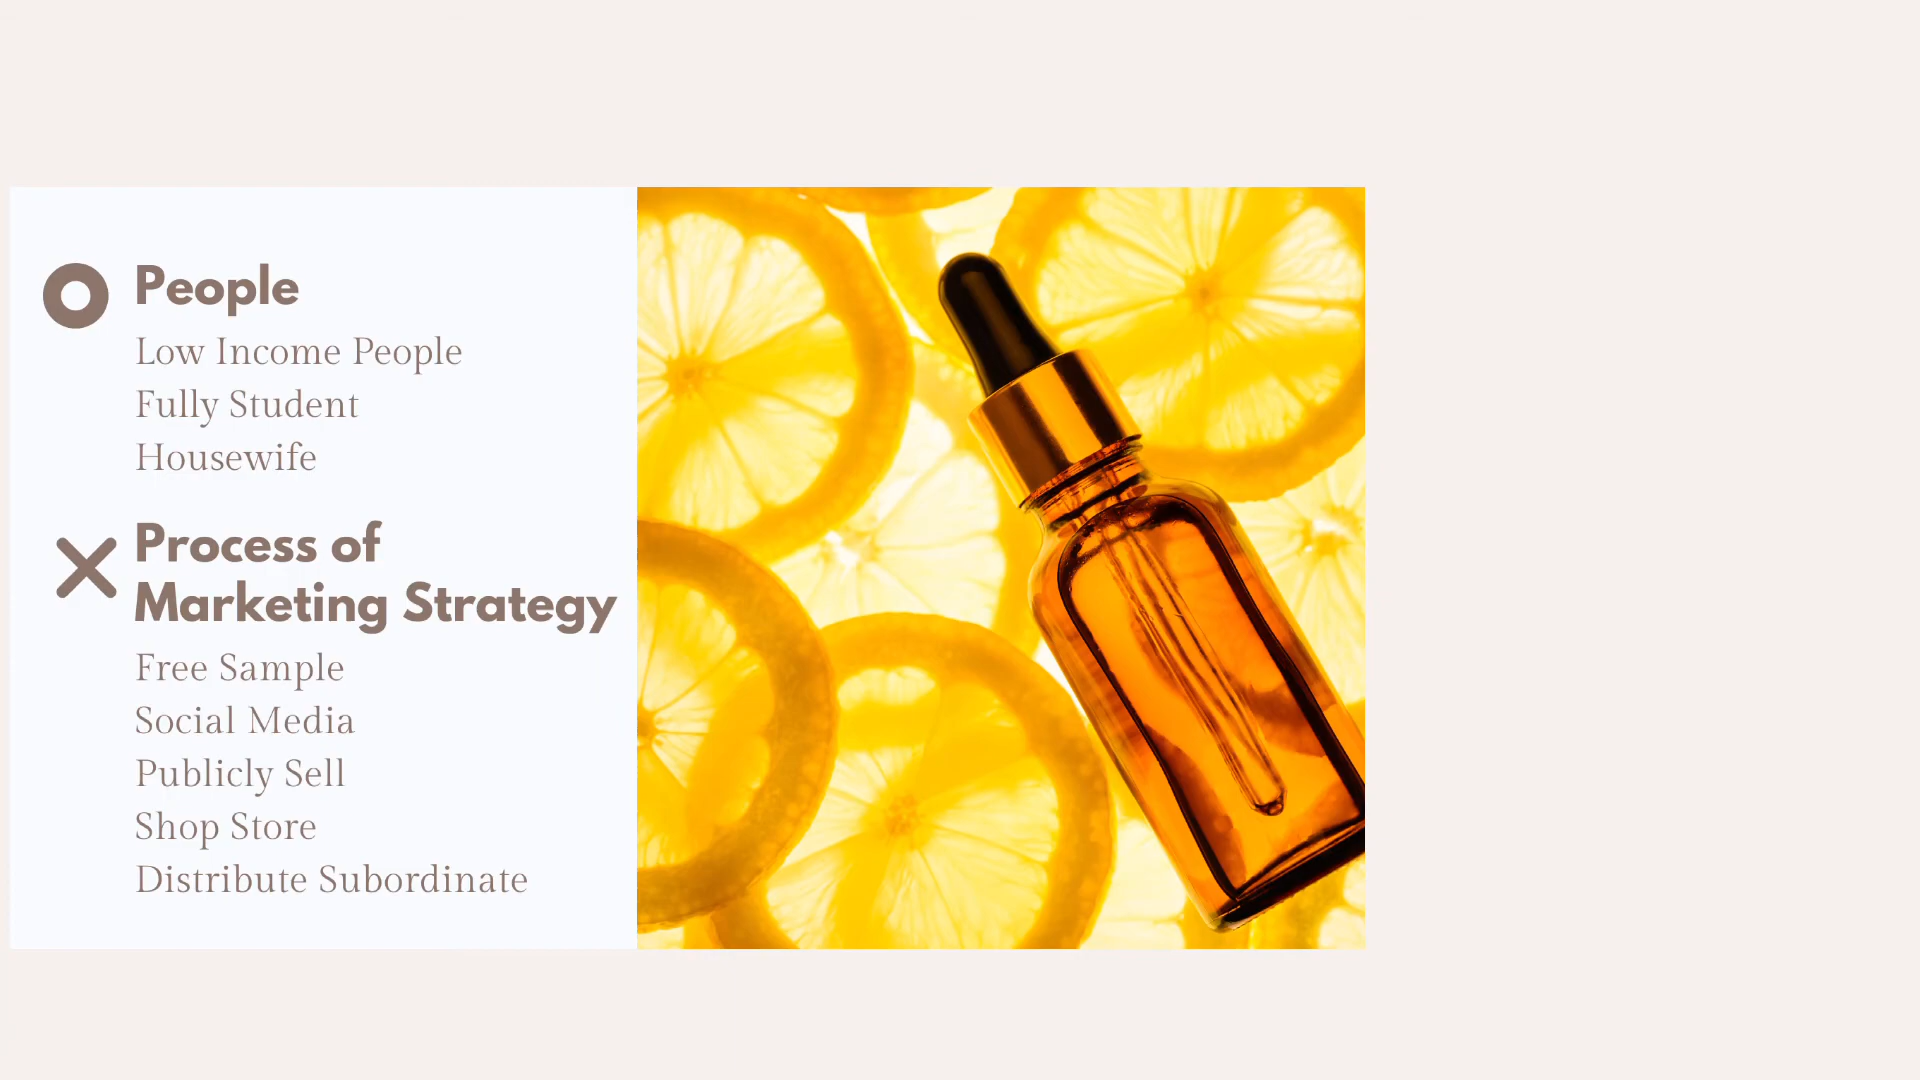 People
Low Income People
Fully Student
Housewife
Process of
Marketing Strategy
Free Sample
Social Media
Publicly Sell
Shop Store
Distribute Subordinate